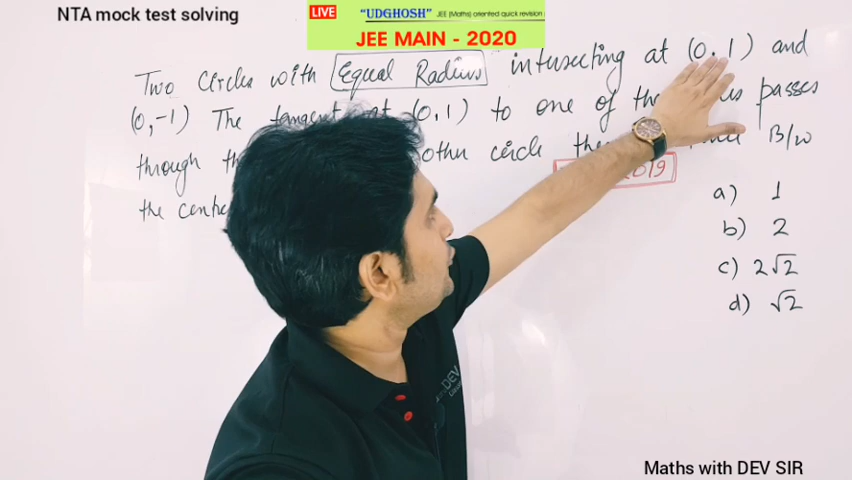 NTA mock test solving
LIVE "UDGHOSH" JEE (Maths) oriented quick revision
JEE MAIN - 2020
Two Circles with Equal Radius intersecting at (0, 1) and
(0, -1) The tangent at (0, 1) to one of the passes
through other circle
B/w
the 2019
a) 1
b) 2
c) 2√2
d) √2
DEV
Maths with DEV SIR